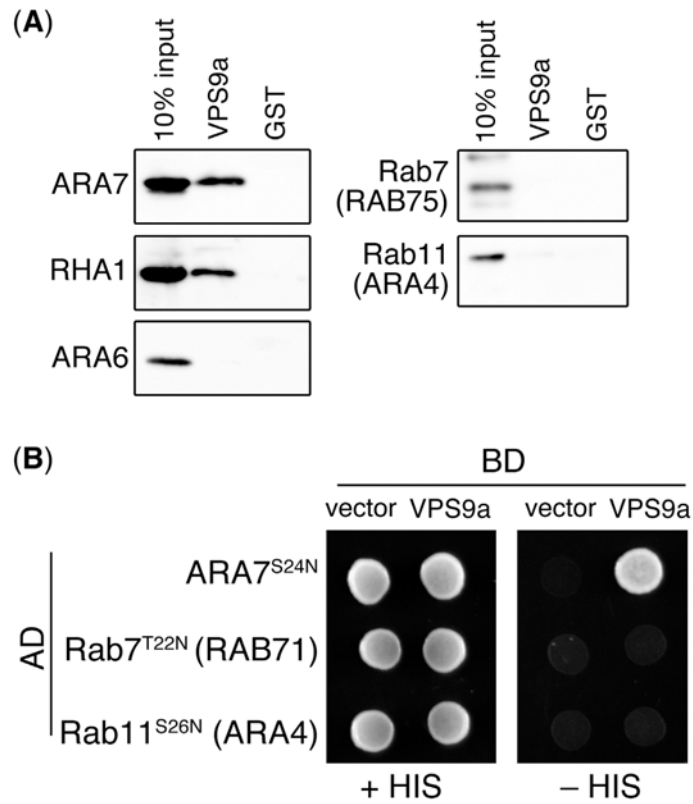 (A)
10% input VPS9a GST
ARA7
RHA1
ARA6
10% input VPS9a GST
Rab7
(RAB75)
Rab11
(ARA4)
(B)
BD
vector VPS9a vector VPS9a
AD
ARA7S24N
Rab7T22N (RAB71)
Rab11S26N (ARA4)
+ HIS – HIS